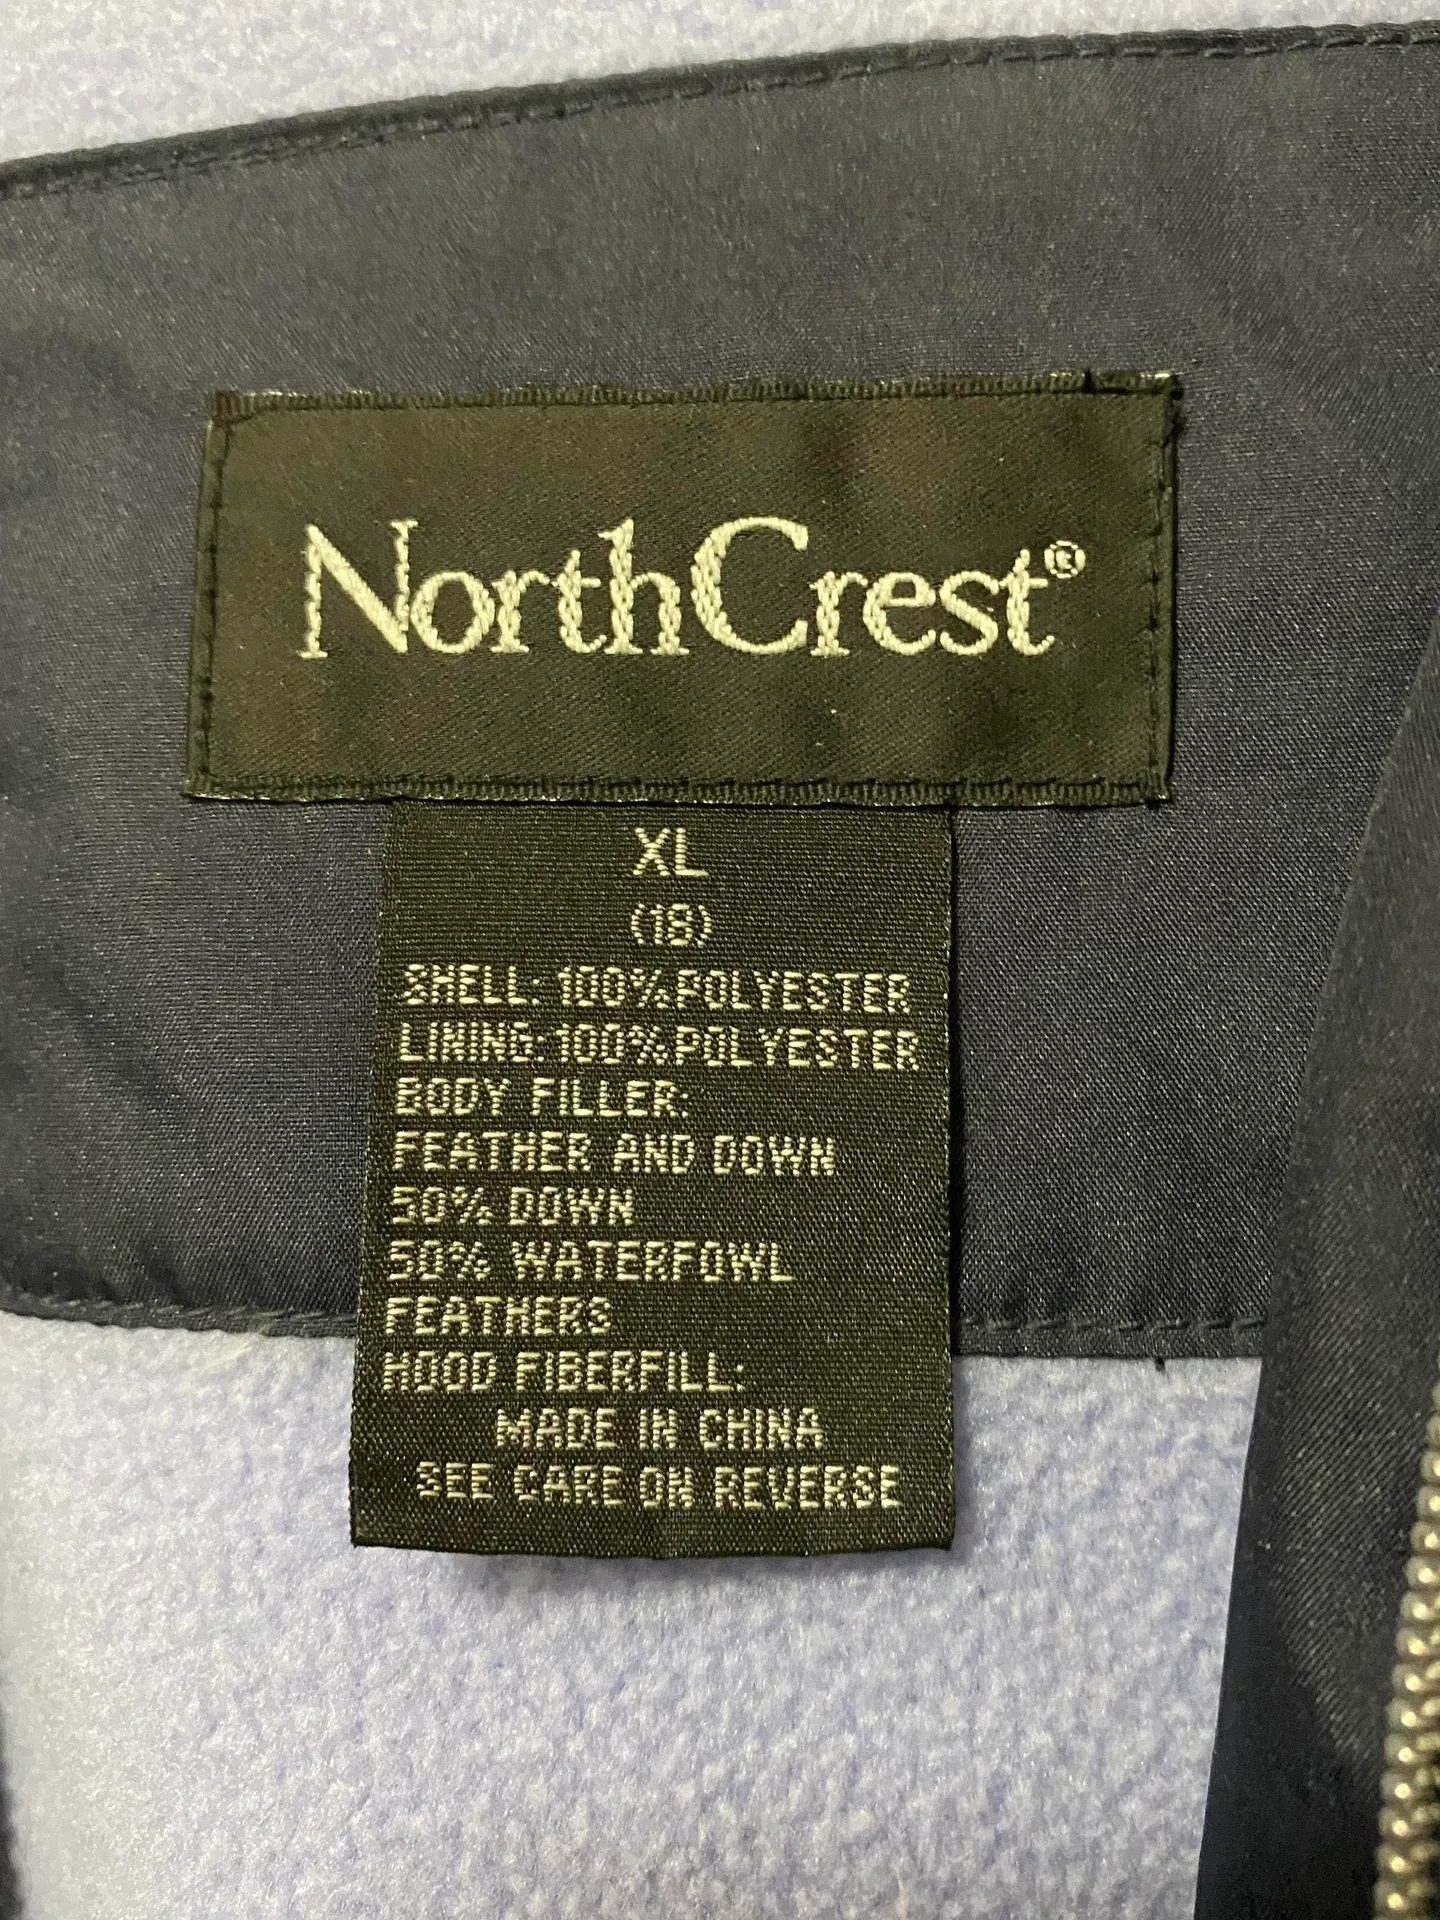 NorthCrest®
XL
(18)
SHELL: 100% POLYESTER
LINING: 100% POLYESTER
BODY FILLER:
FEATHER AND DOWN
50% DOWN
50% WATERFOWL
FEATHERS
HOOD FIBERFILL:
MADE IN CHINA
SEE CARE ON REVERSE